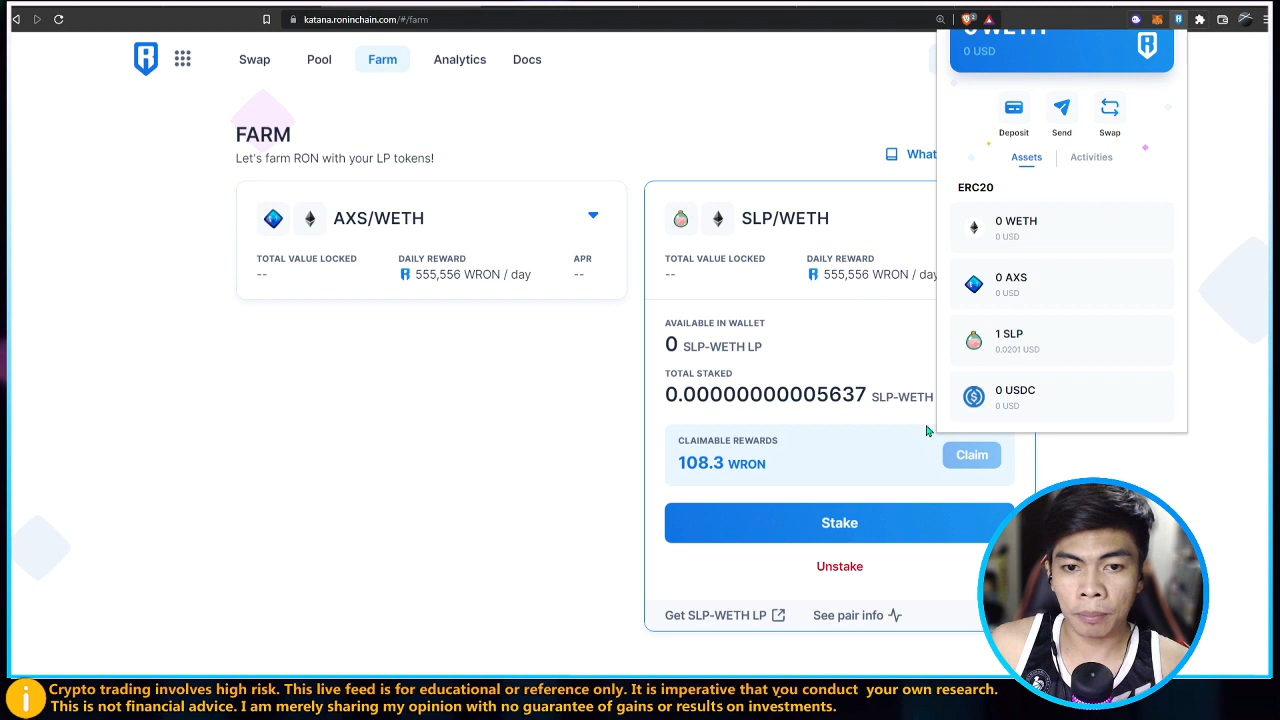 katana.roninchain.com/#/farm
Swap
Pool
Farm
Analytics
Docs
0 USD
Deposit
Send
Swap
Assets
Activities
ERC20
0 WETH
0 USD
0 AXS
0 USD
1 SLP
0.0201 USD
0 USDC
0 USD
FARM
Let's farm RON with your LP tokens!
What
AXS/WETH
TOTAL VALUE LOCKED
--
DAILY REWARD
555,556 WRON / day
APR
--
SLP/WETH
TOTAL VALUE LOCKED
--
DAILY REWARD
555,556 WRON / day
AVAILABLE IN WALLET
0 SLP-WETH LP
TOTAL STAKED
0.00000000005637 SLP-WETH
CLAIMABLE REWARDS
108.3 WRON
Claim
Stake
Unstake
Get SLP-WETH LP
See pair info
Crypto trading involves high risk. This live feed is for educational or reference only. It is imperative that you conduct your own research.
This is not financial advice. I am merely sharing my opinion with no guarantee of gains or results on investments.